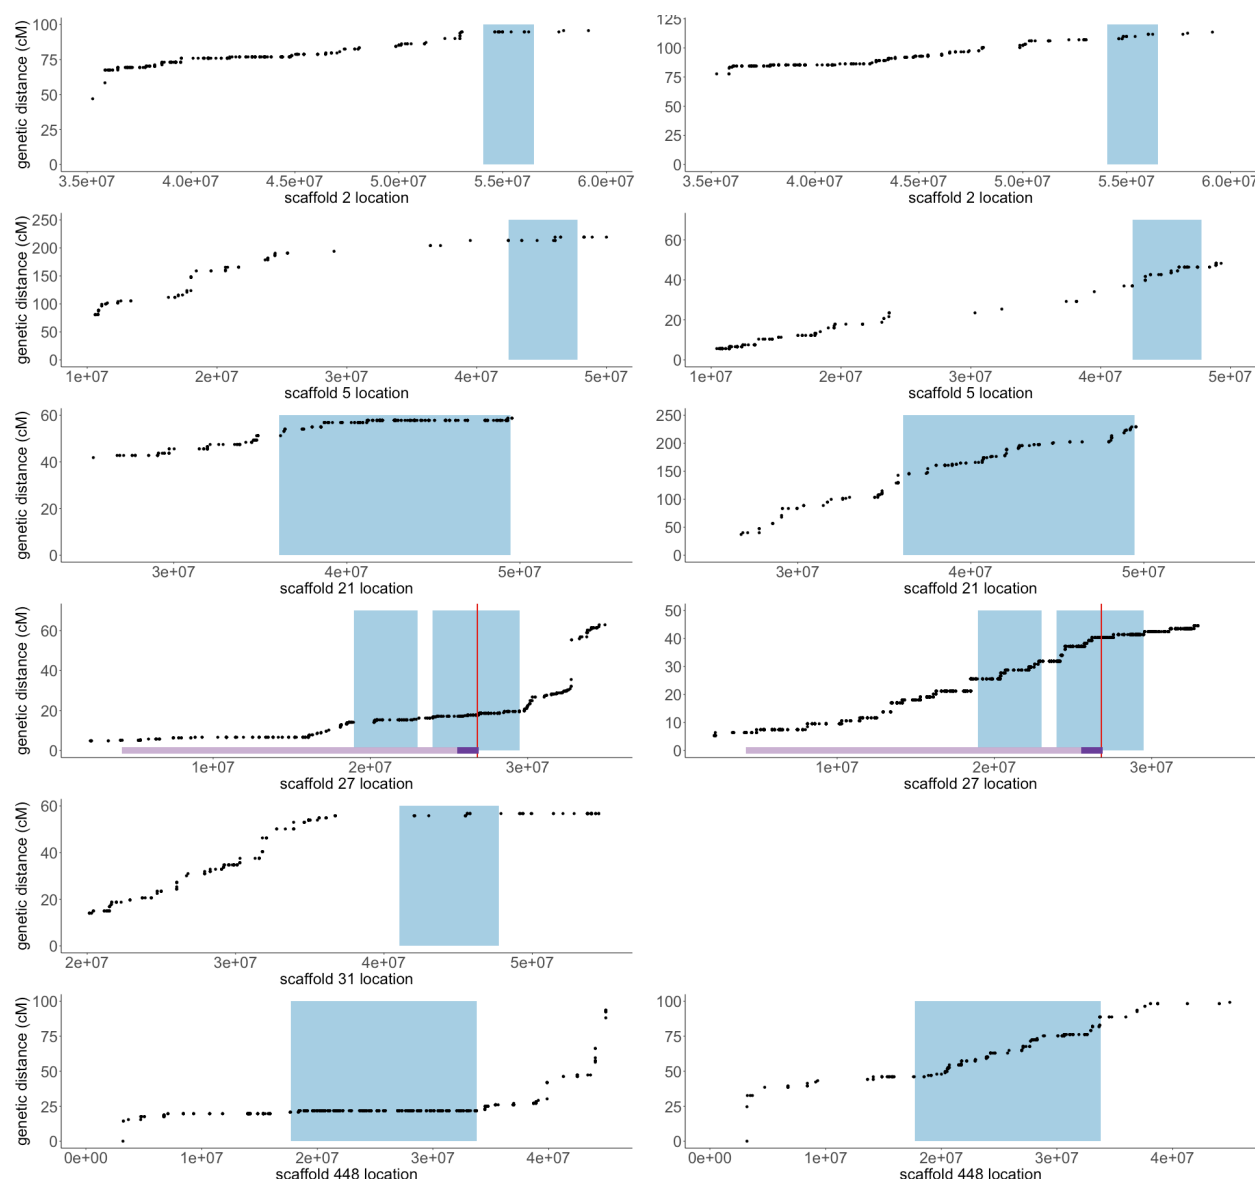 genetic distance (cM)
100
75
50
25
0
3.5e+07 4.0e+07 4.5e+07 5.0e+07 5.5e+07 6.0e+07
scaffold 2 location
125
100
75
50
25
0
3.5e+07 4.0e+07 4.5e+07 5.0e+07 5.5e+07 6.0e+07
scaffold 2 location
genetic distance (cM)
250
200
150
100
50
0
1e+07 2e+07 3e+07 4e+07 5e+07
scaffold 5 location
60
40
20
0
1e+07 2e+07 3e+07 4e+07 5e+07
scaffold 5 location
genetic distance (cM)
60
40
20
0
3e+07 4e+07 5e+07
scaffold 21 location
250
200
150
100
50
0
3e+07 4e+07 5e+07
scaffold 21 location
genetic distance (cM)
60
40
20
0
1e+07 2e+07 3e+07
scaffold 27 location
50
40
30
20
10
0
1e+07 2e+07 3e+07
scaffold 27 location
genetic distance (cM)
60
40
20
0
2e+07 3e+07 4e+07 5e+07
scaffold 31 location
genetic distance (cM)
100
75
50
25
0
0e+00 1e+07 2e+07 3e+07 4e+07
scaffold 448 location
100
75
50
25
0
0e+00 1e+07 2e+07 3e+07 4e+07
scaffold 448 location